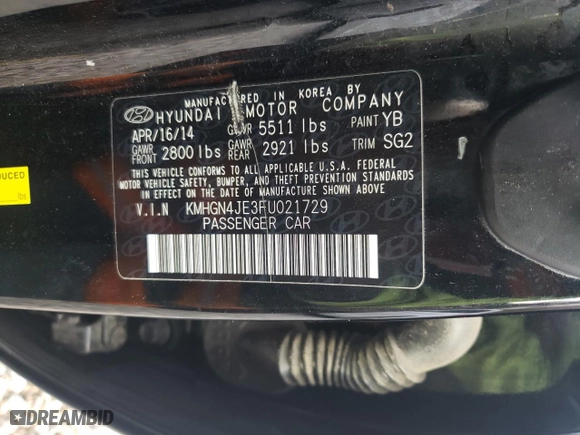 MANUFACTURED IN KOREA BY
HYUNDAI MOTOR COMPANY
APR/16/14 GVWR 5511 lbs PAINT YB
GAWR FRONT 2800 lbs GAWR REAR 2921 lbs TRIM SG2
THIS VEHICLE CONFORMS TO ALL APPLICABLE U.S.A. FEDERAL
MOTOR VEHICLE SAFETY, BUMPER, AND THEFT PREVENTION
STANDARDS IN EFFECT ON THE DATE OF MANUFACTURE SHOWN ABOVE.
V.I.N KMHGN4JE3FU021729
PASSENGER CAR
DUCED
lbs
DREAMBID